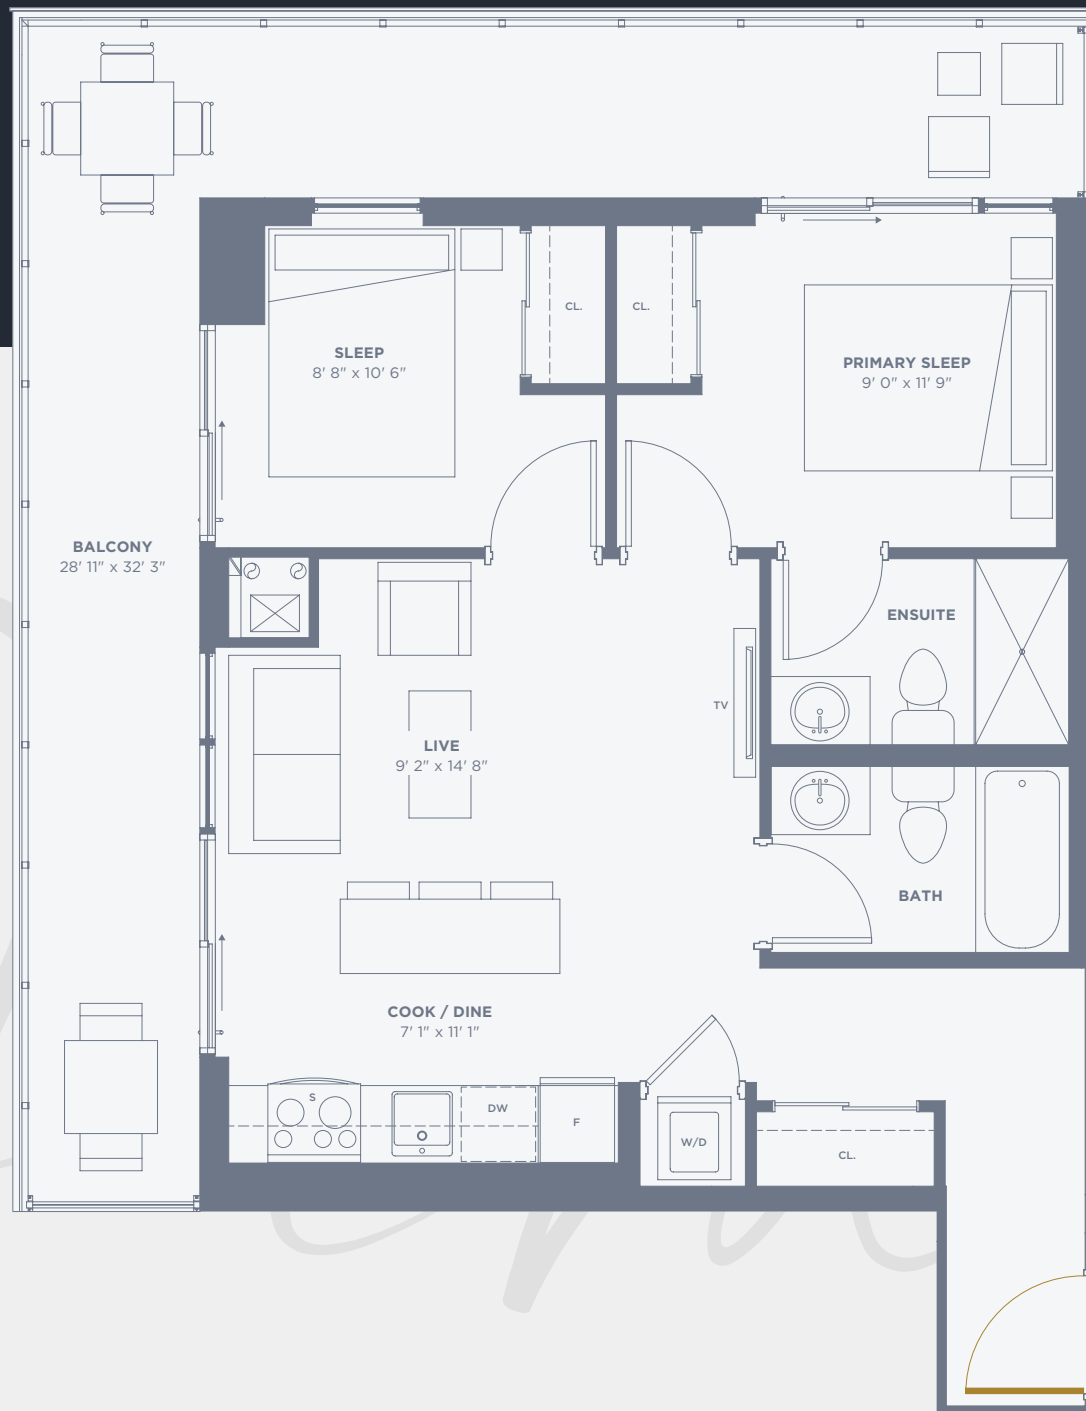 CL.
CL.
SLEEP
8' 8" x 10' 6"
PRIMARY SLEEP
9' 0" x 11' 9"
BALCONY
28' 11" x 32' 3"
ENSUITE
TV
LIVE
9' 2" x 14' 8"
BATH
COOK / DINE
7' 1" x 11' 1"
S
DW
F
W/D
CL.